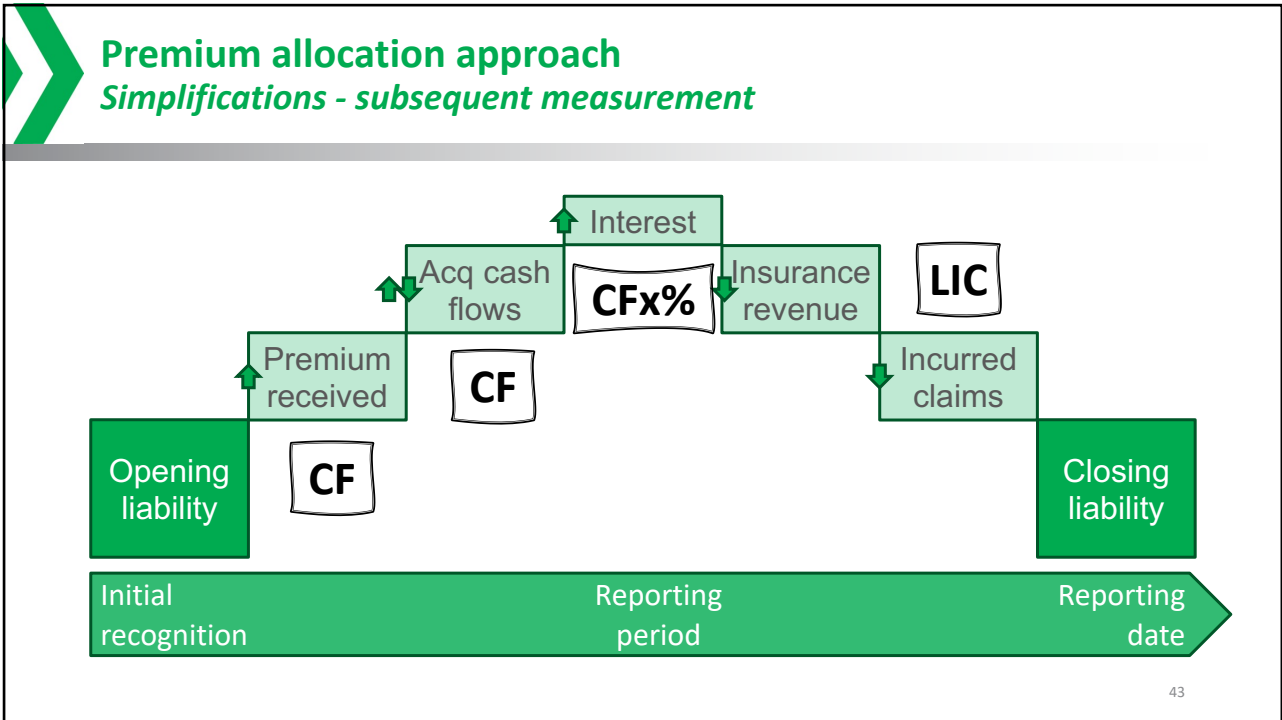 Premium allocation approach
Simplifications - subsequent measurement
Interest
Acq cash
flows
CFx%
Insurance
revenue
LIC
Premium
received
CF
Incurred
claims
Opening
liability
CF
Closing
liability
Initial
recognition
Reporting
period
Reporting
date
43